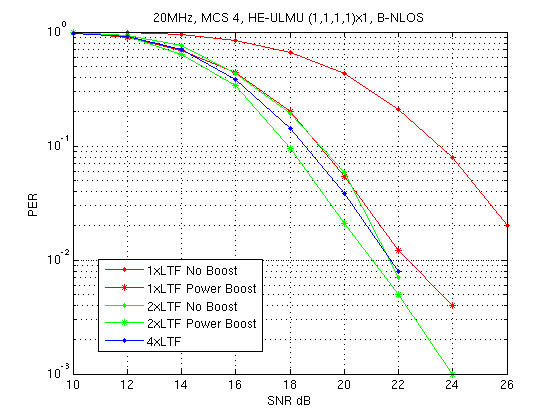 20MHz, MCS 4, HE-ULMU (1,1,1,1)x1, B-NLOS
10^0
10^-1
10^-2
10^-3
PER
1xLTF No Boost
1xLTF Power Boost
2xLTF No Boost
2xLTF Power Boost
4xLTF
10 12 14 16 18 20 22 24 26
SNR dB